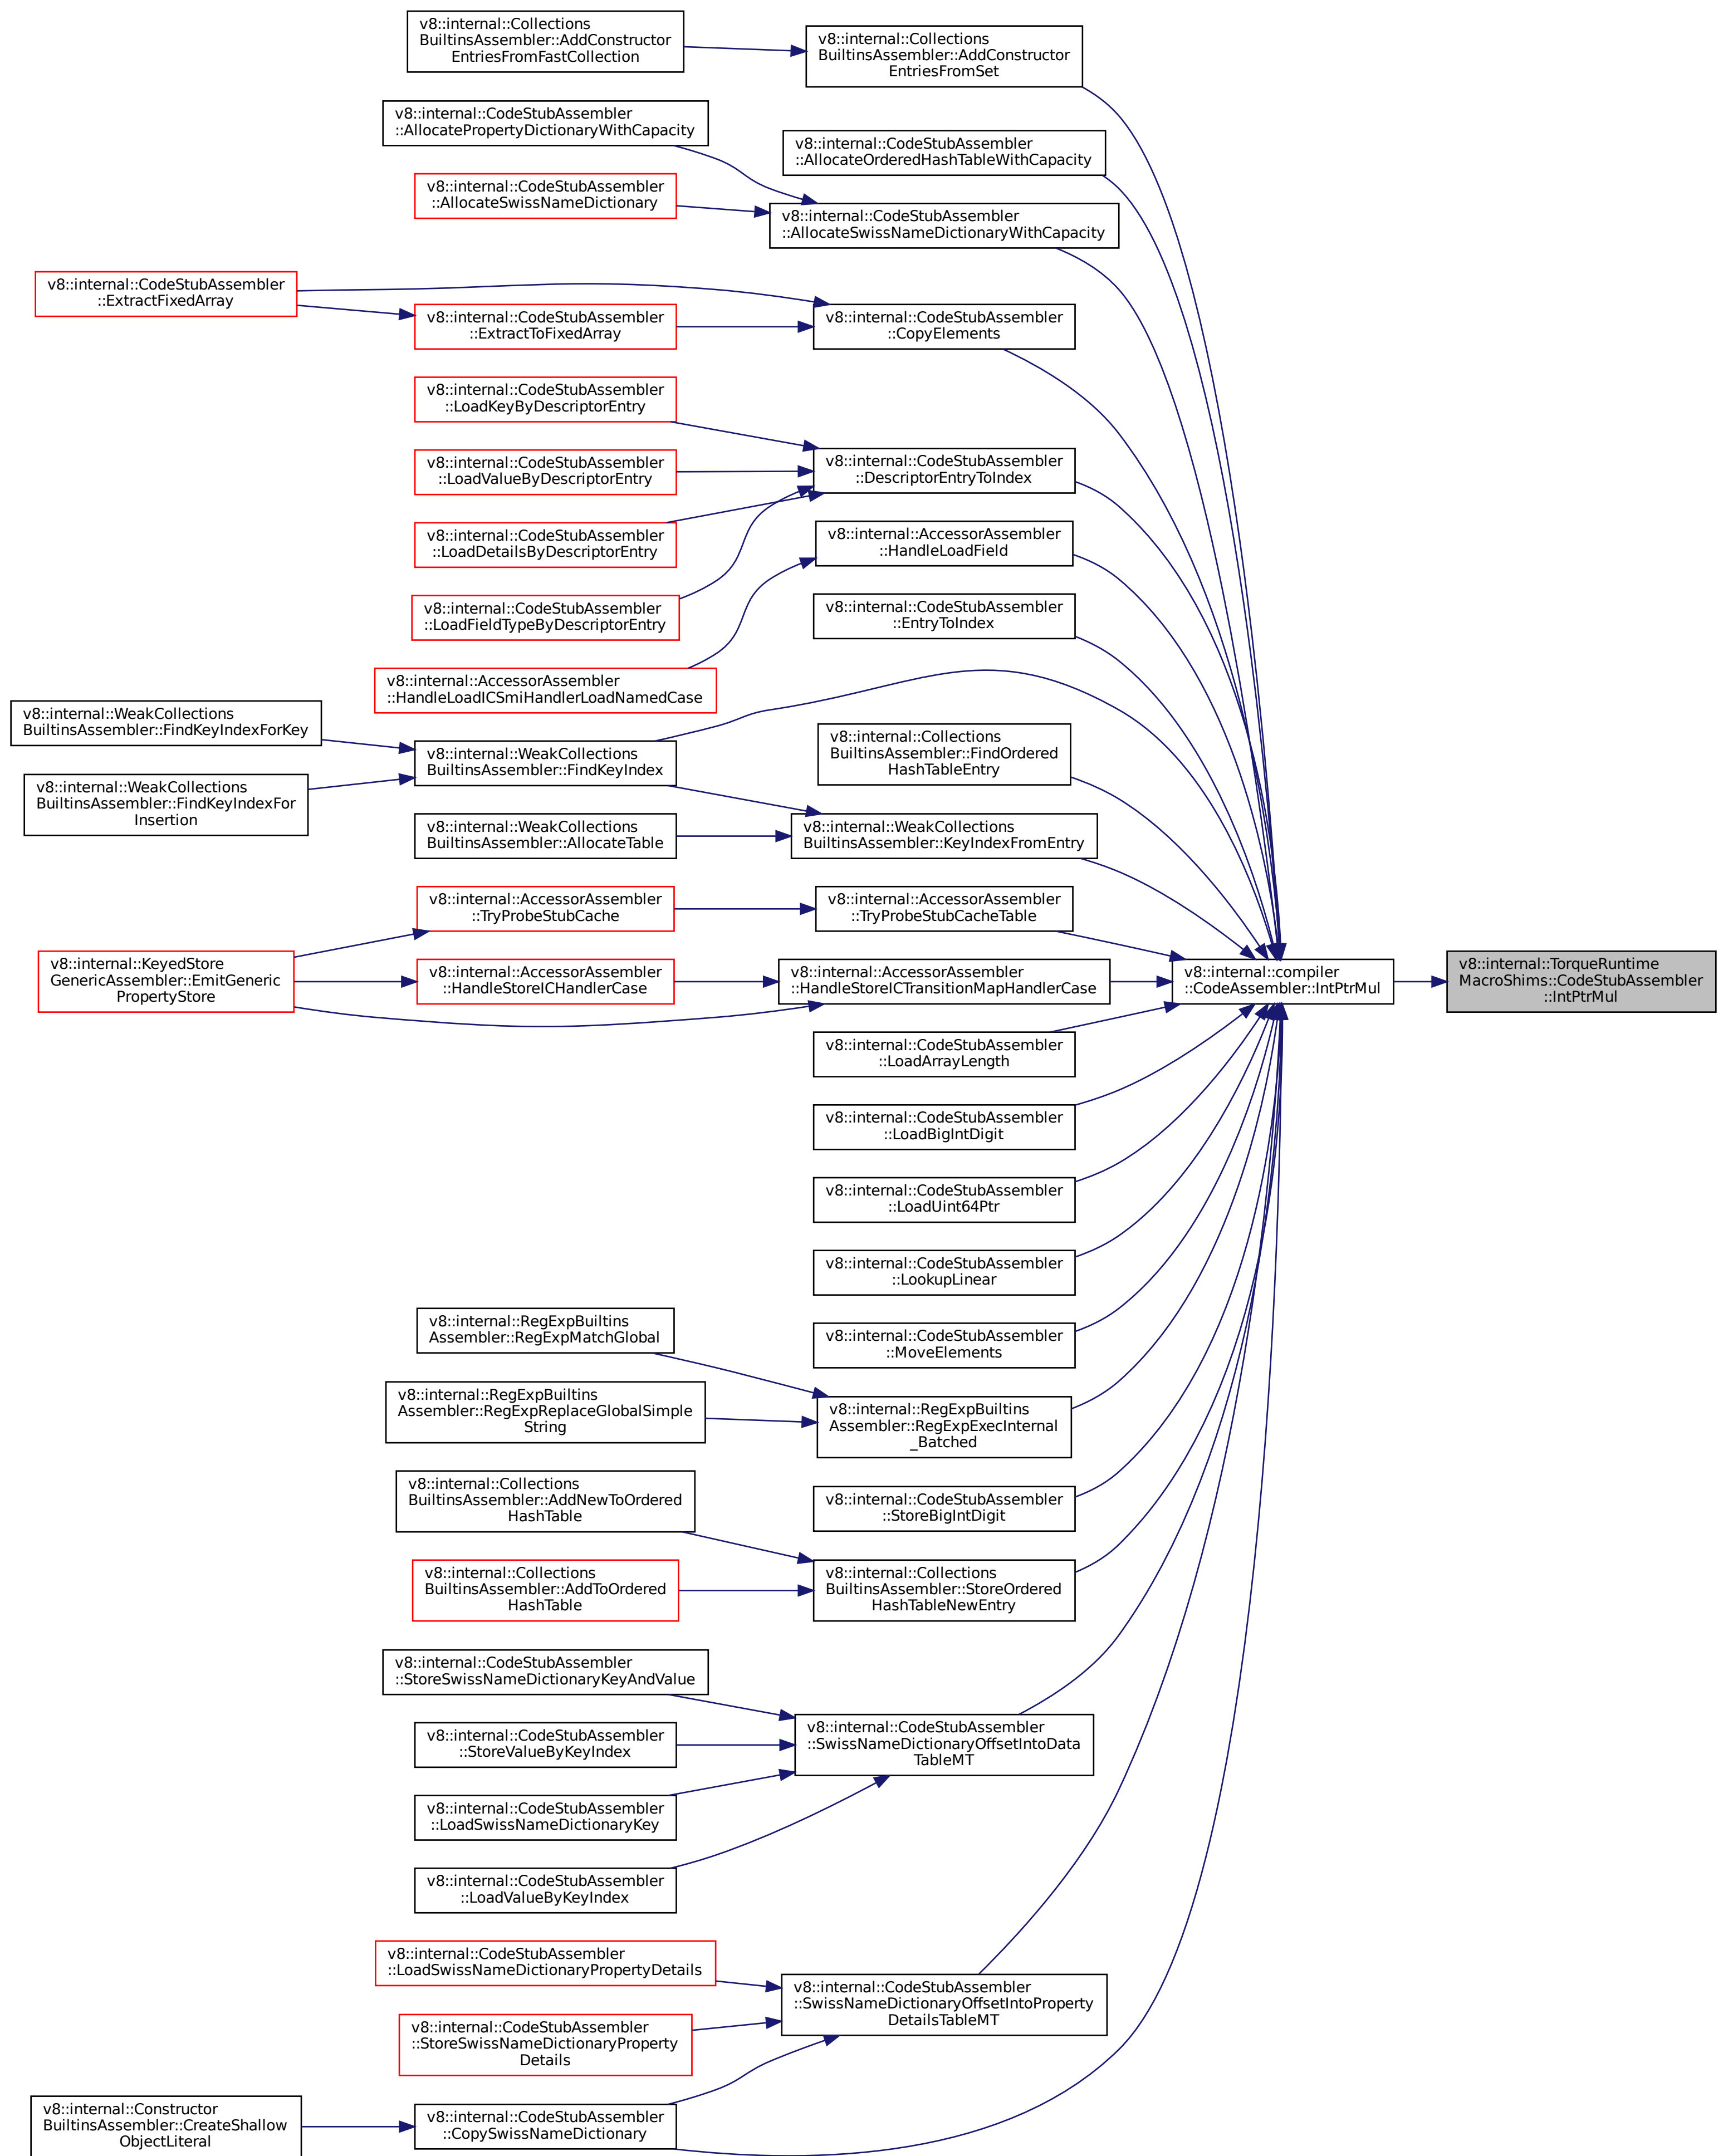 v8::internal::Collections
BuiltinsAssembler::AddConstructor
EntriesFromFastCollection
v8::internal::Collections
BuiltinsAssembler::AddConstructor
EntriesFromSet
v8::internal::CodeStubAssembler
::AllocatePropertyDictionaryWithCapacity
v8::internal::CodeStubAssembler
::AllocateOrderedHashTableWithCapacity
v8::internal::CodeStubAssembler
::AllocateSwissNameDictionary
v8::internal::CodeStubAssembler
::AllocateSwissNameDictionaryWithCapacity
v8::internal::CodeStubAssembler
::ExtractFixedArray
v8::internal::CodeStubAssembler
::ExtractToFixedArray
v8::internal::CodeStubAssembler
::CopyElements
v8::internal::CodeStubAssembler
::LoadKeyByDescriptorEntry
v8::internal::CodeStubAssembler
::LoadValueByDescriptorEntry
v8::internal::CodeStubAssembler
::DescriptorEntryToIndex
v8::internal::CodeStubAssembler
::LoadDetailsByDescriptorEntry
v8::internal::AccessorAssembler
::HandleLoadField
v8::internal::CodeStubAssembler
::LoadFieldTypeByDescriptorEntry
v8::internal::CodeStubAssembler
::EntryToIndex
v8::internal::AccessorAssembler
::HandleLoadICSmiHandlerLoadNamedCase
v8::internal::WeakCollections
BuiltinsAssembler::FindKeyIndexForKey
v8::internal::WeakCollections
BuiltinsAssembler::FindKeyIndex
v8::internal::Collections
BuiltinsAssembler::FindOrdered
HashTableEntry
v8::internal::WeakCollections
BuiltinsAssembler::FindKeyIndexFor
Insertion
v8::internal::WeakCollections
BuiltinsAssembler::AllocateTable
v8::internal::WeakCollections
BuiltinsAssembler::KeyIndexFromEntry
v8::internal::AccessorAssembler
::TryProbeStubCache
v8::internal::AccessorAssembler
::TryProbeStubCacheTable
v8::internal::KeyedStore
GenericAssembler::EmitGeneric
PropertyStore
v8::internal::AccessorAssembler
::HandleStoreICHandlerCase
v8::internal::AccessorAssembler
::HandleStoreICTransitionMapHandlerCase
v8::internal::compiler
::CodeAssembler::IntPtrMul
v8::internal::TorqueRuntime
MacroShims::CodeStubAssembler
::IntPtrMul
v8::internal::CodeStubAssembler
::LoadArrayLength
v8::internal::CodeStubAssembler
::LoadBigIntDigit
v8::internal::CodeStubAssembler
::LoadUint64Ptr
v8::internal::CodeStubAssembler
::LookupLinear
v8::internal::RegExpBuiltins
Assembler::RegExpMatchGlobal
v8::internal::CodeStubAssembler
::MoveElements
v8::internal::RegExpBuiltins
Assembler::RegExpReplaceGlobalSimple
String
v8::internal::RegExpBuiltins
Assembler::RegExpExecInternal
_Batched
v8::internal::Collections
BuiltinsAssembler::AddNewToOrdered
HashTable
v8::internal::CodeStubAssembler
::StoreBigIntDigit
v8::internal::Collections
BuiltinsAssembler::AddToOrdered
HashTable
v8::internal::Collections
BuiltinsAssembler::StoreOrdered
HashTableNewEntry
v8::internal::CodeStubAssembler
::StoreSwissNameDictionaryKeyAndValue
v8::internal::CodeStubAssembler
::StoreValueByKeyIndex
v8::internal::CodeStubAssembler
::SwissNameDictionaryOffsetIntoData
TableMT
v8::internal::CodeStubAssembler
::LoadSwissNameDictionaryKey
v8::internal::CodeStubAssembler
::LoadValueByKeyIndex
v8::internal::CodeStubAssembler
::LoadSwissNameDictionaryPropertyDetails
v8::internal::CodeStubAssembler
::SwissNameDictionaryOffsetIntoProperty
DetailsTableMT
v8::internal::CodeStubAssembler
::StoreSwissNameDictionaryProperty
Details
v8::internal::Constructor
BuiltinsAssembler::CreateShallow
ObjectLiteral
v8::internal::CodeStubAssembler
::CopySwissNameDictionary